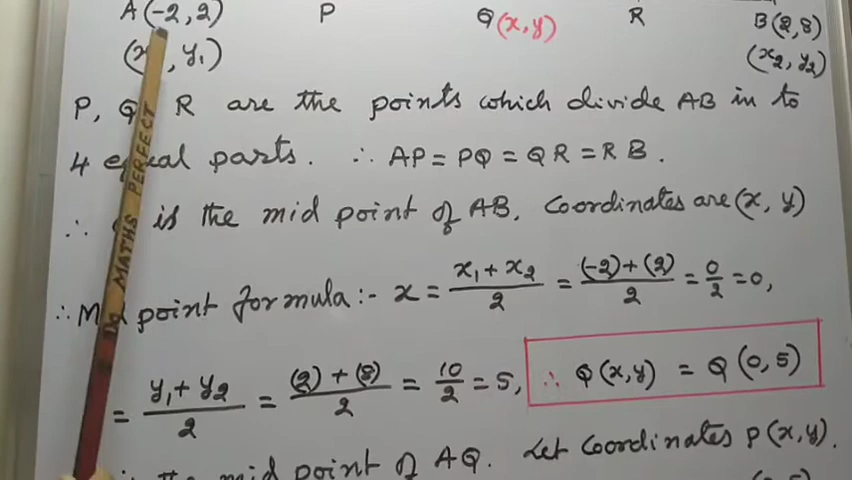 A(-2,2) P Q(x,y) R B(2,8)
(x , y₁) (x₂, y₂)
P, Q R are the points which divide AB in to
4 equal parts. ∴ AP = PQ = QR = RB.
∴ is the mid point of AB, Coordinates are (x, y)
∴ Mid point formula:- x = (x₁ + x₂)/2 = ((-2)+(2))/2 = 0/2 = 0,
= (y₁ + y₂)/2 = ((2) + (8))/2 = 10/2 = 5, ∴ Q(x,y) = Q(0,5)
the mid point of AQ. Let Coordinates P(x,y).
MATHS PERFECT